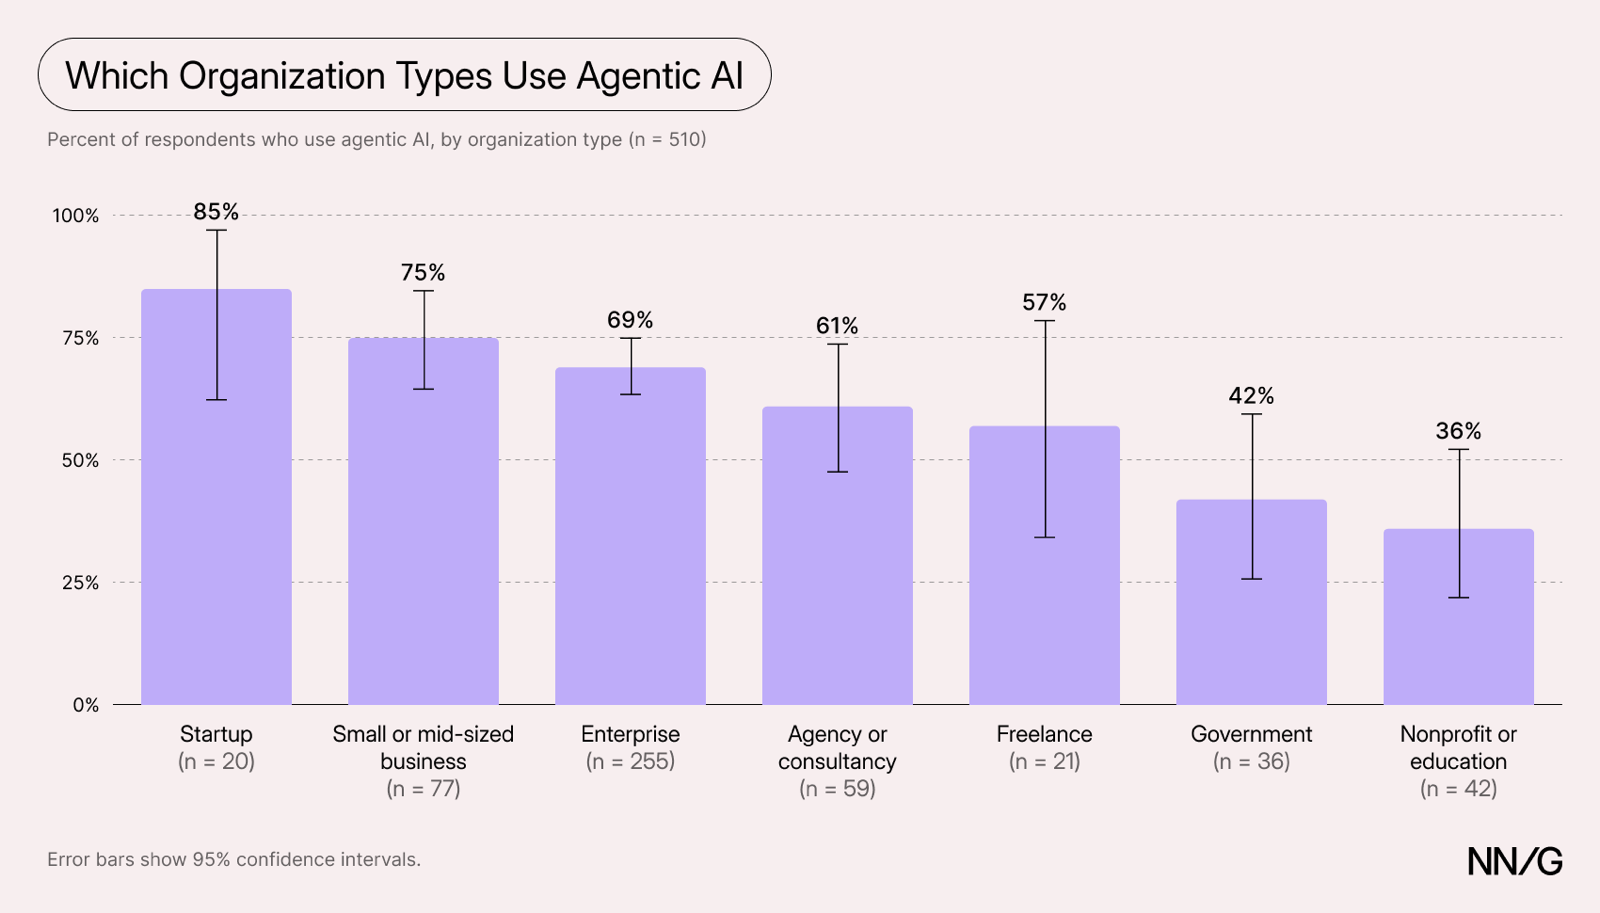 Which Organization Types Use Agentic AI
Percent of respondents who use agentic AI, by organization type (n = 510)
100%
75%
50%
25%
0%
85%
75%
69%
61%
57%
42%
36%
Startup
(n = 20)
Small or mid-sized
business
(n = 77)
Enterprise
(n = 255)
Agency or
consultancy
(n = 59)
Freelance
(n = 21)
Government
(n = 36)
Nonprofit or
education
(n = 42)
Error bars show 95% confidence intervals.
NN/G